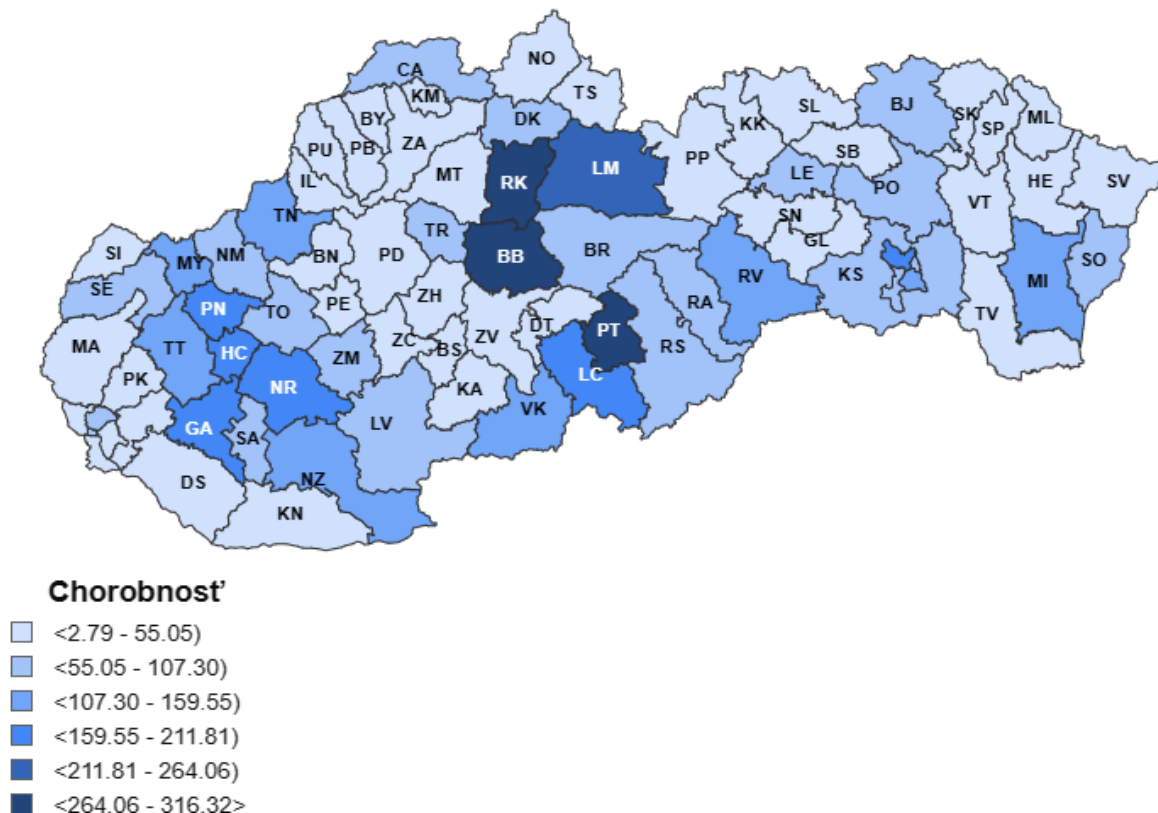 NO
CA
TS
KM
SL
BJ
SK
ML
BY
DK
KK
SP
PU
PB
ZA
SB
PP
LM
MT
RK
LE
PO
HE
SV
IL
VT
TN
SN
TR
GL
SI
NM
BN
PD
BB
BR
MY
RV
KS
SO
MI
SE
ZH
RA
PE
PN
TO
TV
DT
PT
ZV
MA
TT
HC
ZC
BS
RS
ZM
PK
NR
LC
KA
VK
LV
GA
SA
DS
NZ
KN
Chorobnosť
<2.79 - 55.05)
<55.05 - 107.30)
<107.30 - 159.55)
<159.55 - 211.81)
<211.81 - 264.06)
<264.06 - 316.32>